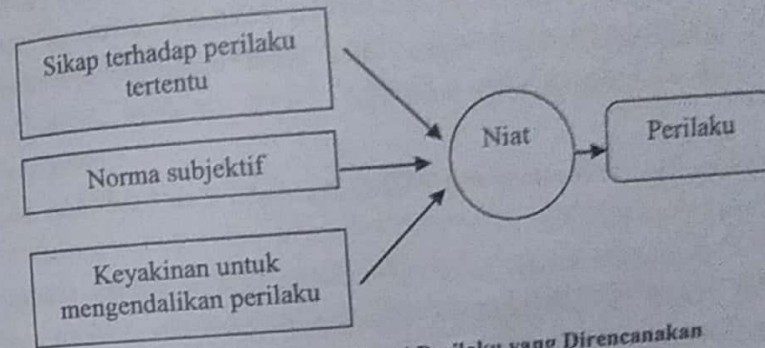 Sikap terhadap perilaku
tertentu
Norma subjektif
Keyakinan untuk
mengendalikan perilaku
Niat
Perilaku
yang Direncanakan